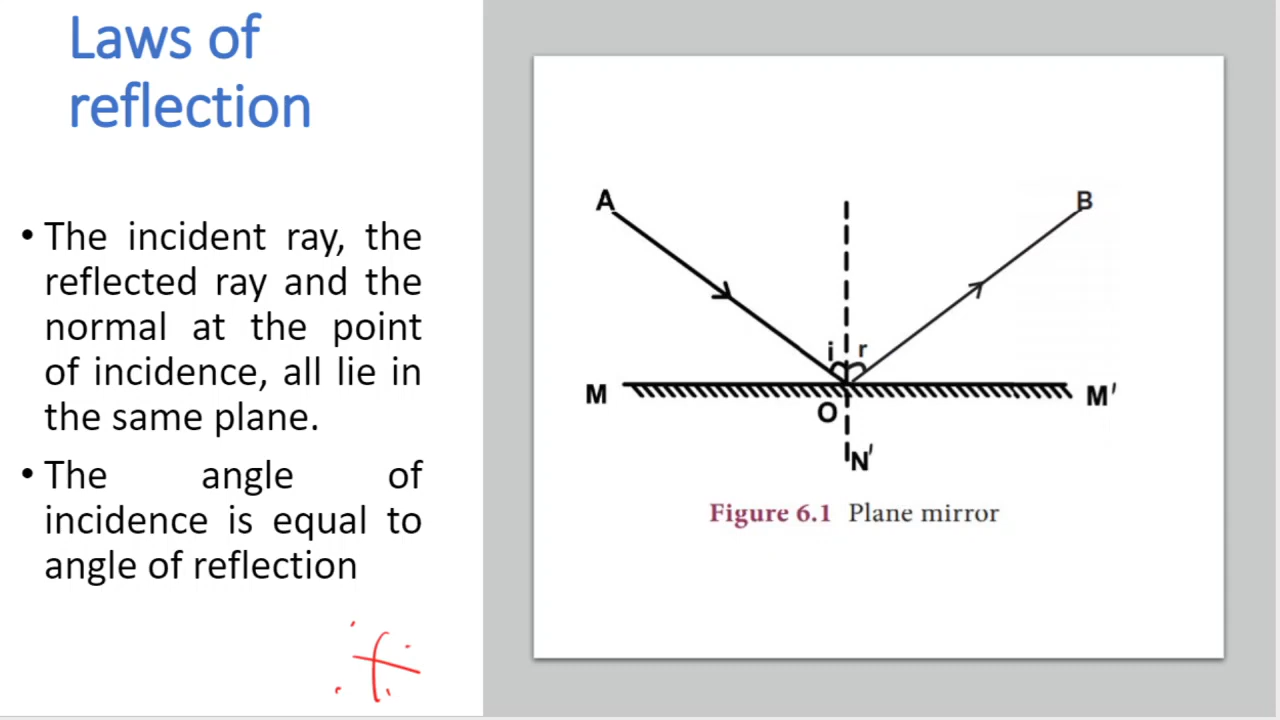 Laws of
reflection
• The incident ray, the
reflected ray and the
normal at the point
of incidence, all lie in
the same plane.
• The angle of
incidence is equal to
angle of reflection
A
B
i r
M
M'
O
N'
Figure 6.1 Plane mirror